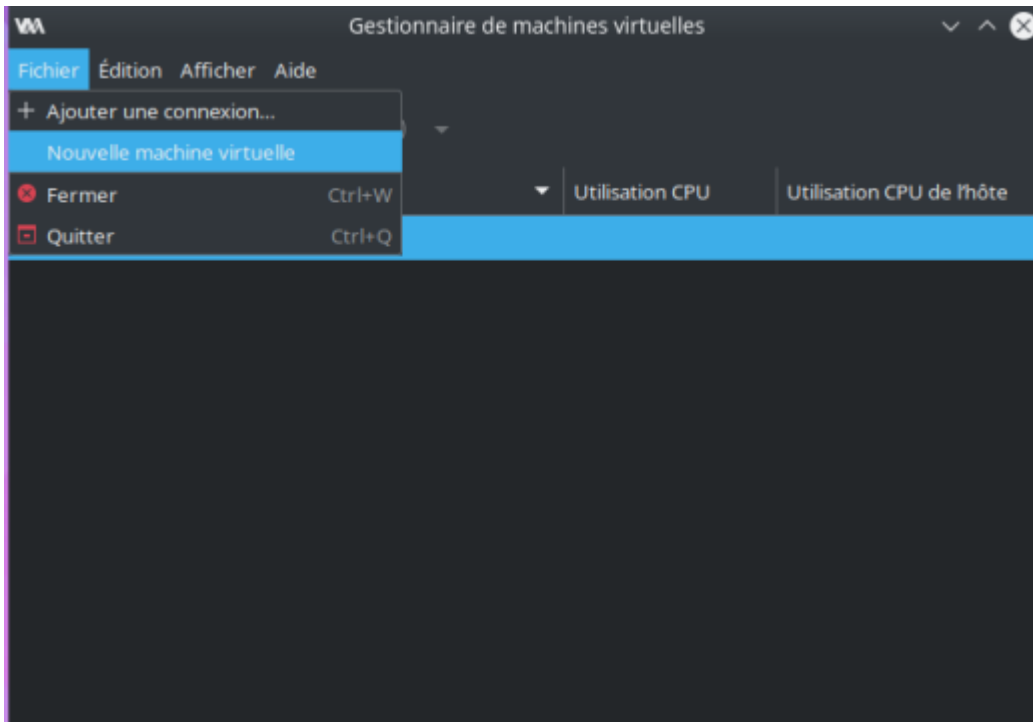 Gestionnaire de machines virtuelles
Fichier Édition Afficher Aide
+ Ajouter une connexion...
Nouvelle machine virtuelle
Fermer Ctrl+W
Utilisation CPU Utilisation CPU de l'hôte
Quitter Ctrl+Q